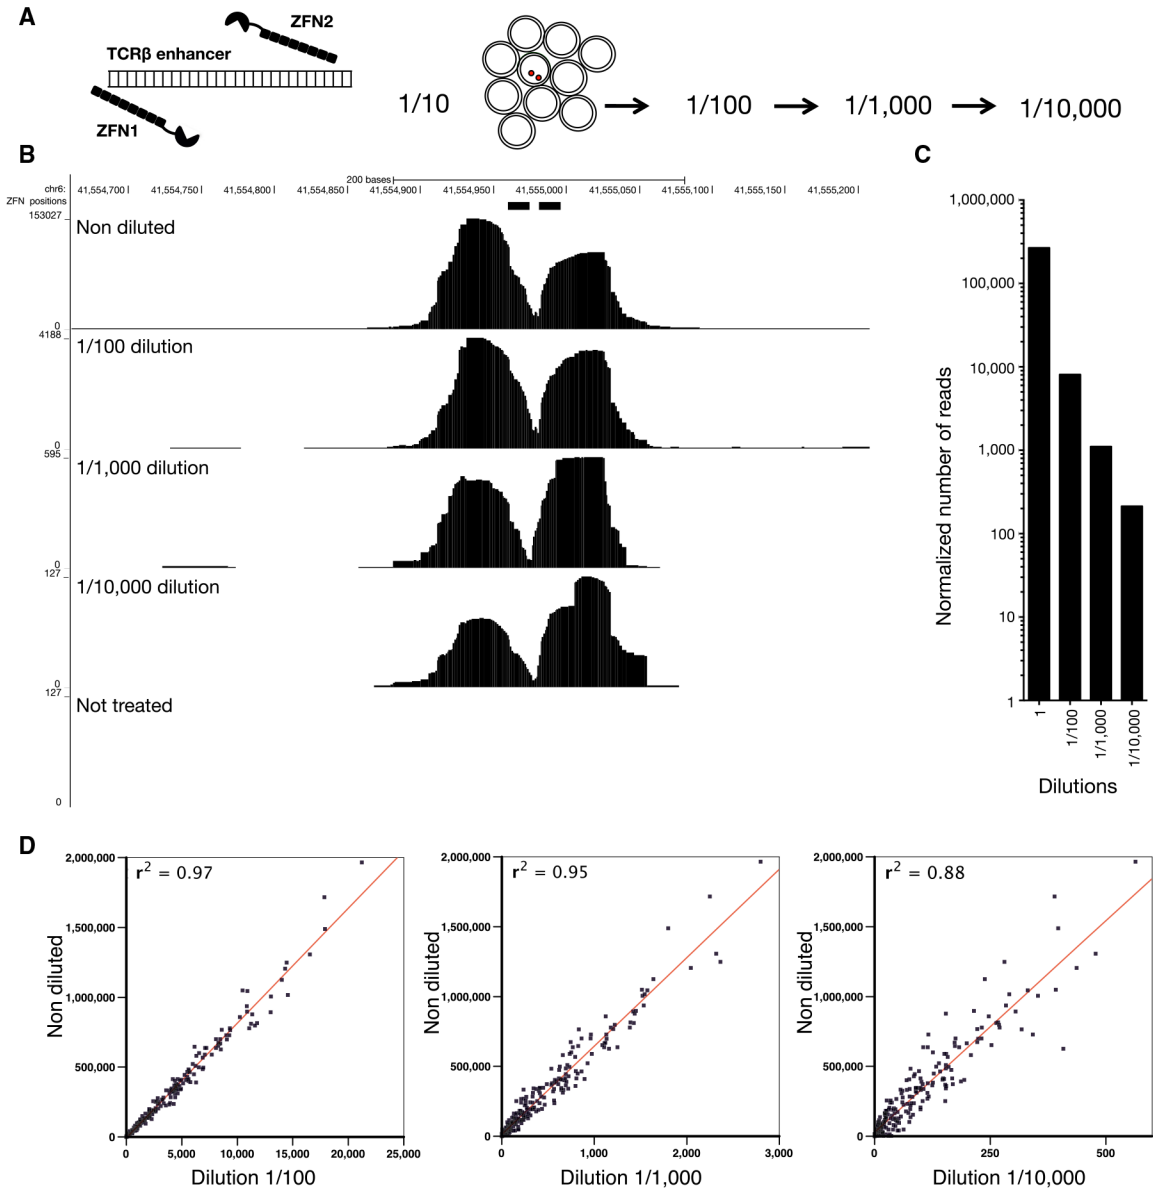 A
ZFN2
TCRβ enhancer
ZFN1
1/10
1/100
1/1,000
1/10,000
B
200 bases
chr6:
41,554,700
41,554,750
41,554,800
41,554,850
41,554,900
41,554,950
41,555,000
41,555,050
41,555,100
41,555,150
41,555,200
ZFN positions
153027
Non diluted
0
4188
1/100 dilution
0
595
1/1,000 dilution
0
127
1/10,000 dilution
0
127
Not treated
0
C
Normalized number of reads
1,000,000
100,000
10,000
1,000
100
10
1
1
1/100
1/1,000
1/10,000
Dilutions
D
Non diluted
2,000,000
1,500,000
1,000,000
500,000
0
r² = 0.97
0
5,000
10,000
15,000
20,000
25,000
Dilution 1/100
Non diluted
2,000,000
1,500,000
1,000,000
500,000
0
r² = 0.95
0
1,000
2,000
3,000
Dilution 1/1,000
Non diluted
2,000,000
1,500,000
1,000,000
500,000
0
r² = 0.88
0
250
500
Dilution 1/10,000